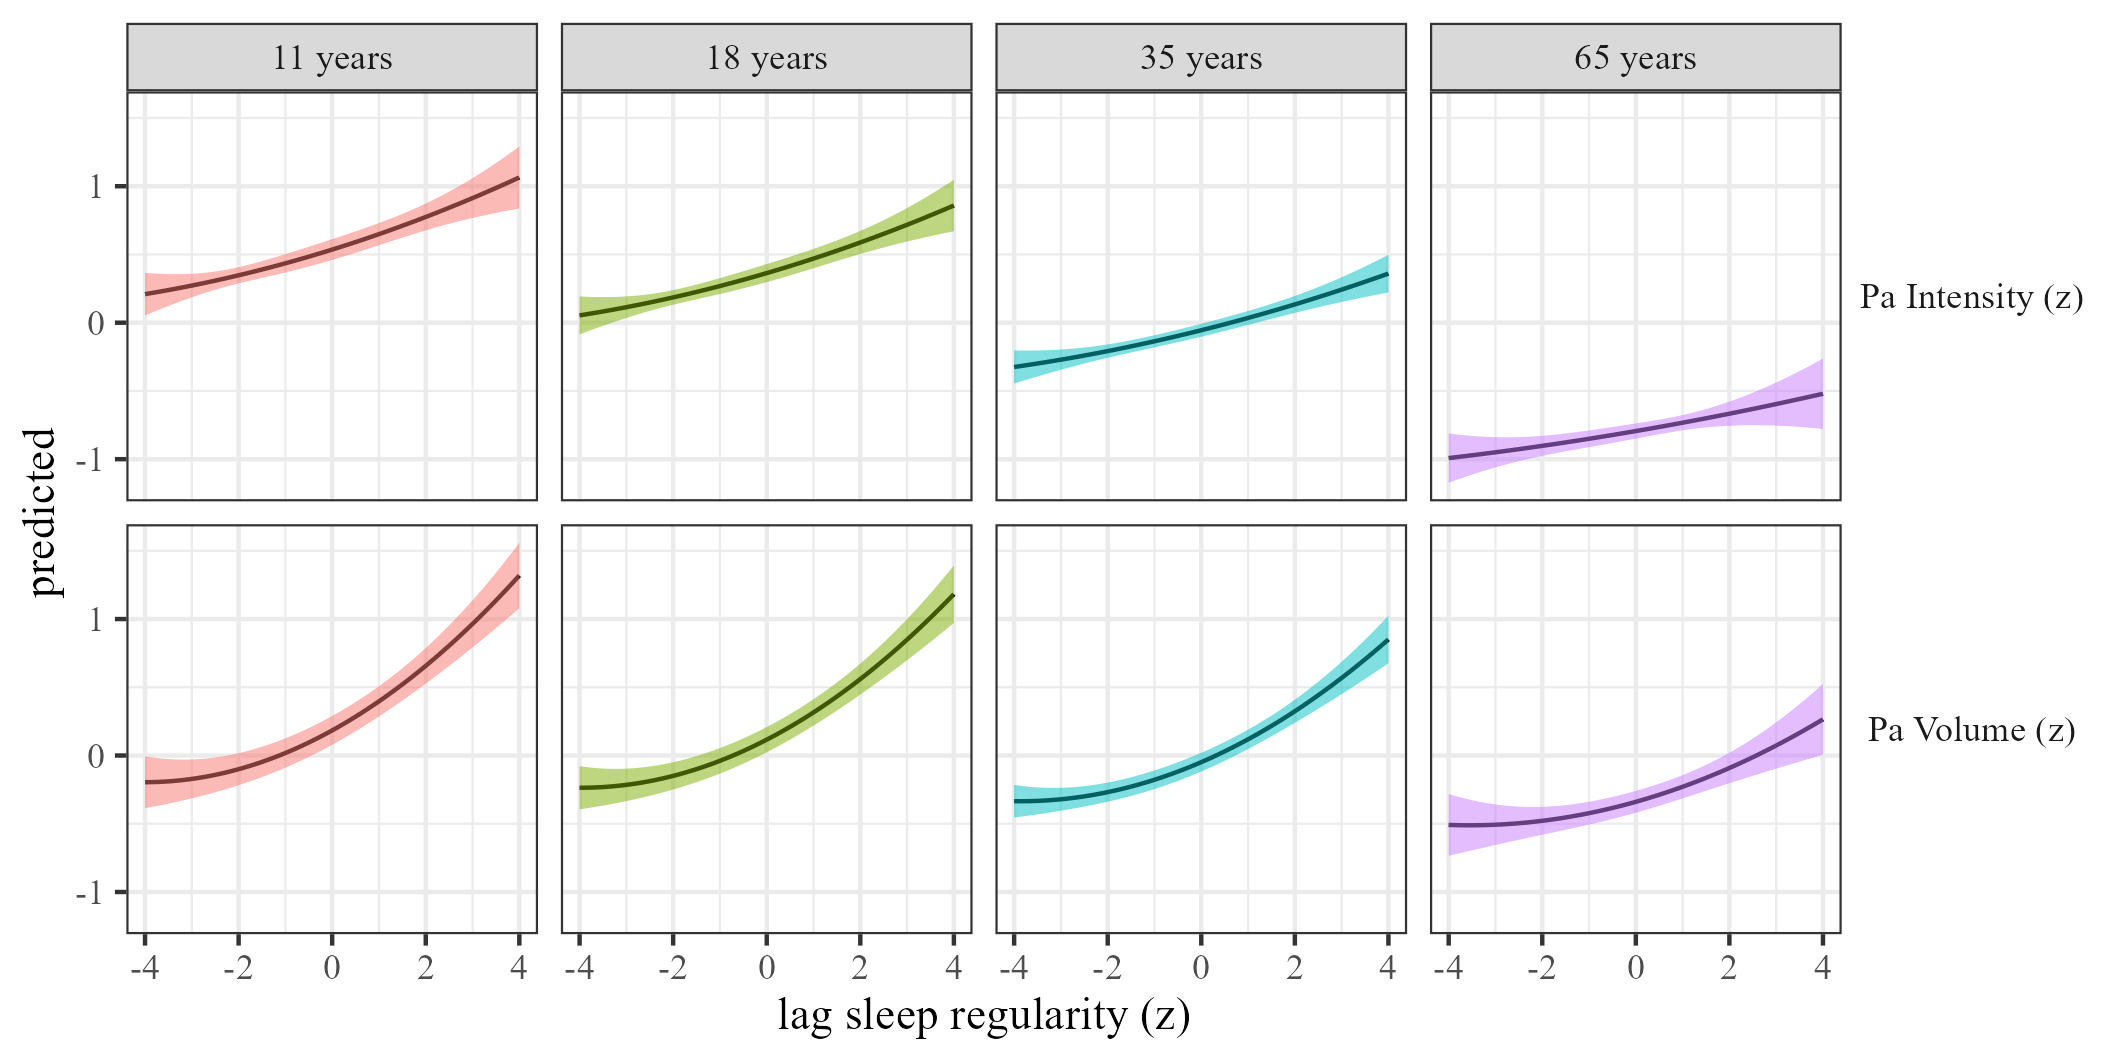 11 years 18 years 35 years 65 years
1
0
-1
Pa Intensity (z)
predicted
1
0
-1
Pa Volume (z)
-4 -2 0 2 4 -4 -2 0 2 4 -4 -2 0 2 4 -4 -2 0 2 4
lag sleep regularity (z)